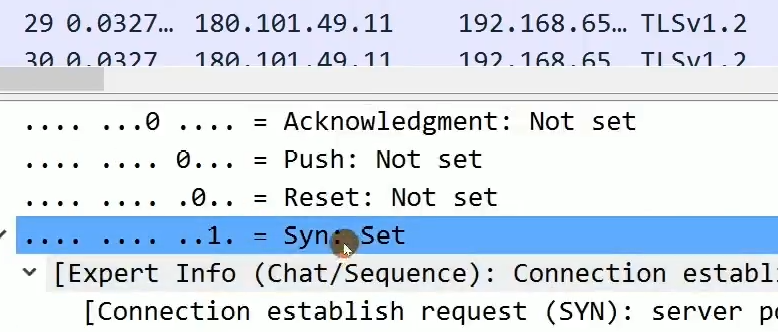 29 0.0327… 180.101.49.11 192.168.65… TLSv1.2
30 0.0327 180.101.49.11 192.168.65 TLSv1.2
.... ...0 .... = Acknowledgment: Not set
.... .... 0... = Push: Not set
.... .... .0.. = Reset: Not set
.... .... ..1. = Syn: Set
[Expert Info (Chat/Sequence): Connection establi
[Connection establish request (SYN): server po